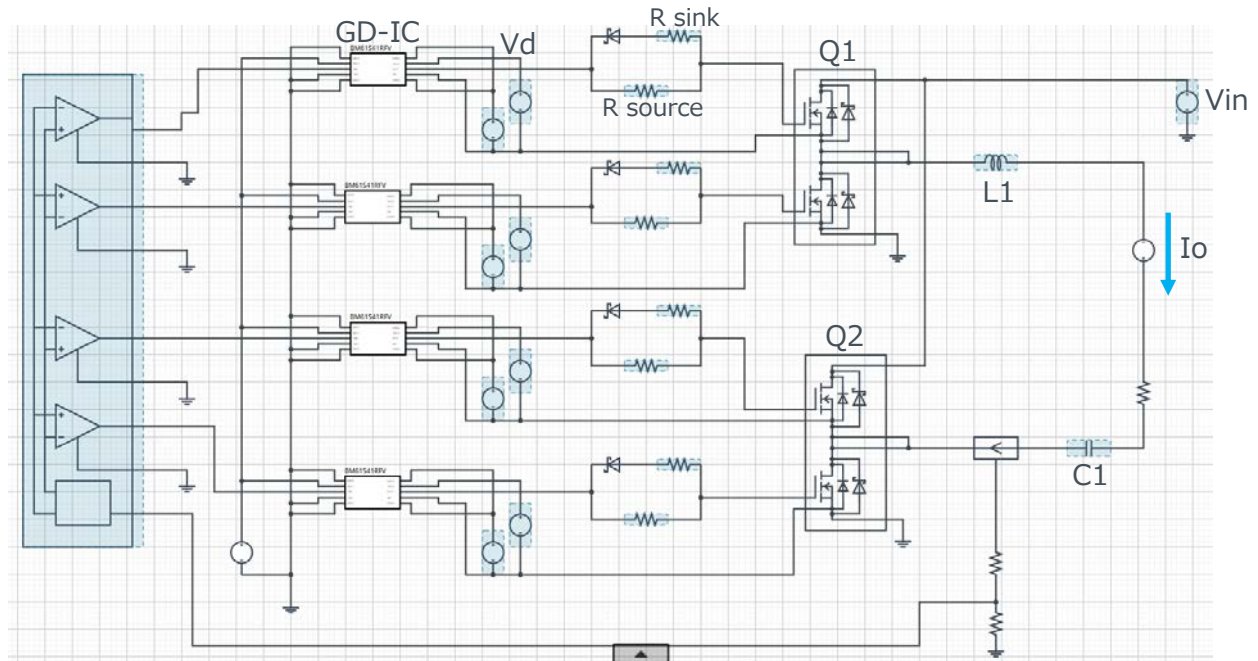 R sink
GD-IC
Vd
Q1
BM61S41RFV
R source
Vin
BM61S41RFV
L1
Io
BM61S41RFV
Q2
BM61S41RFV
C1